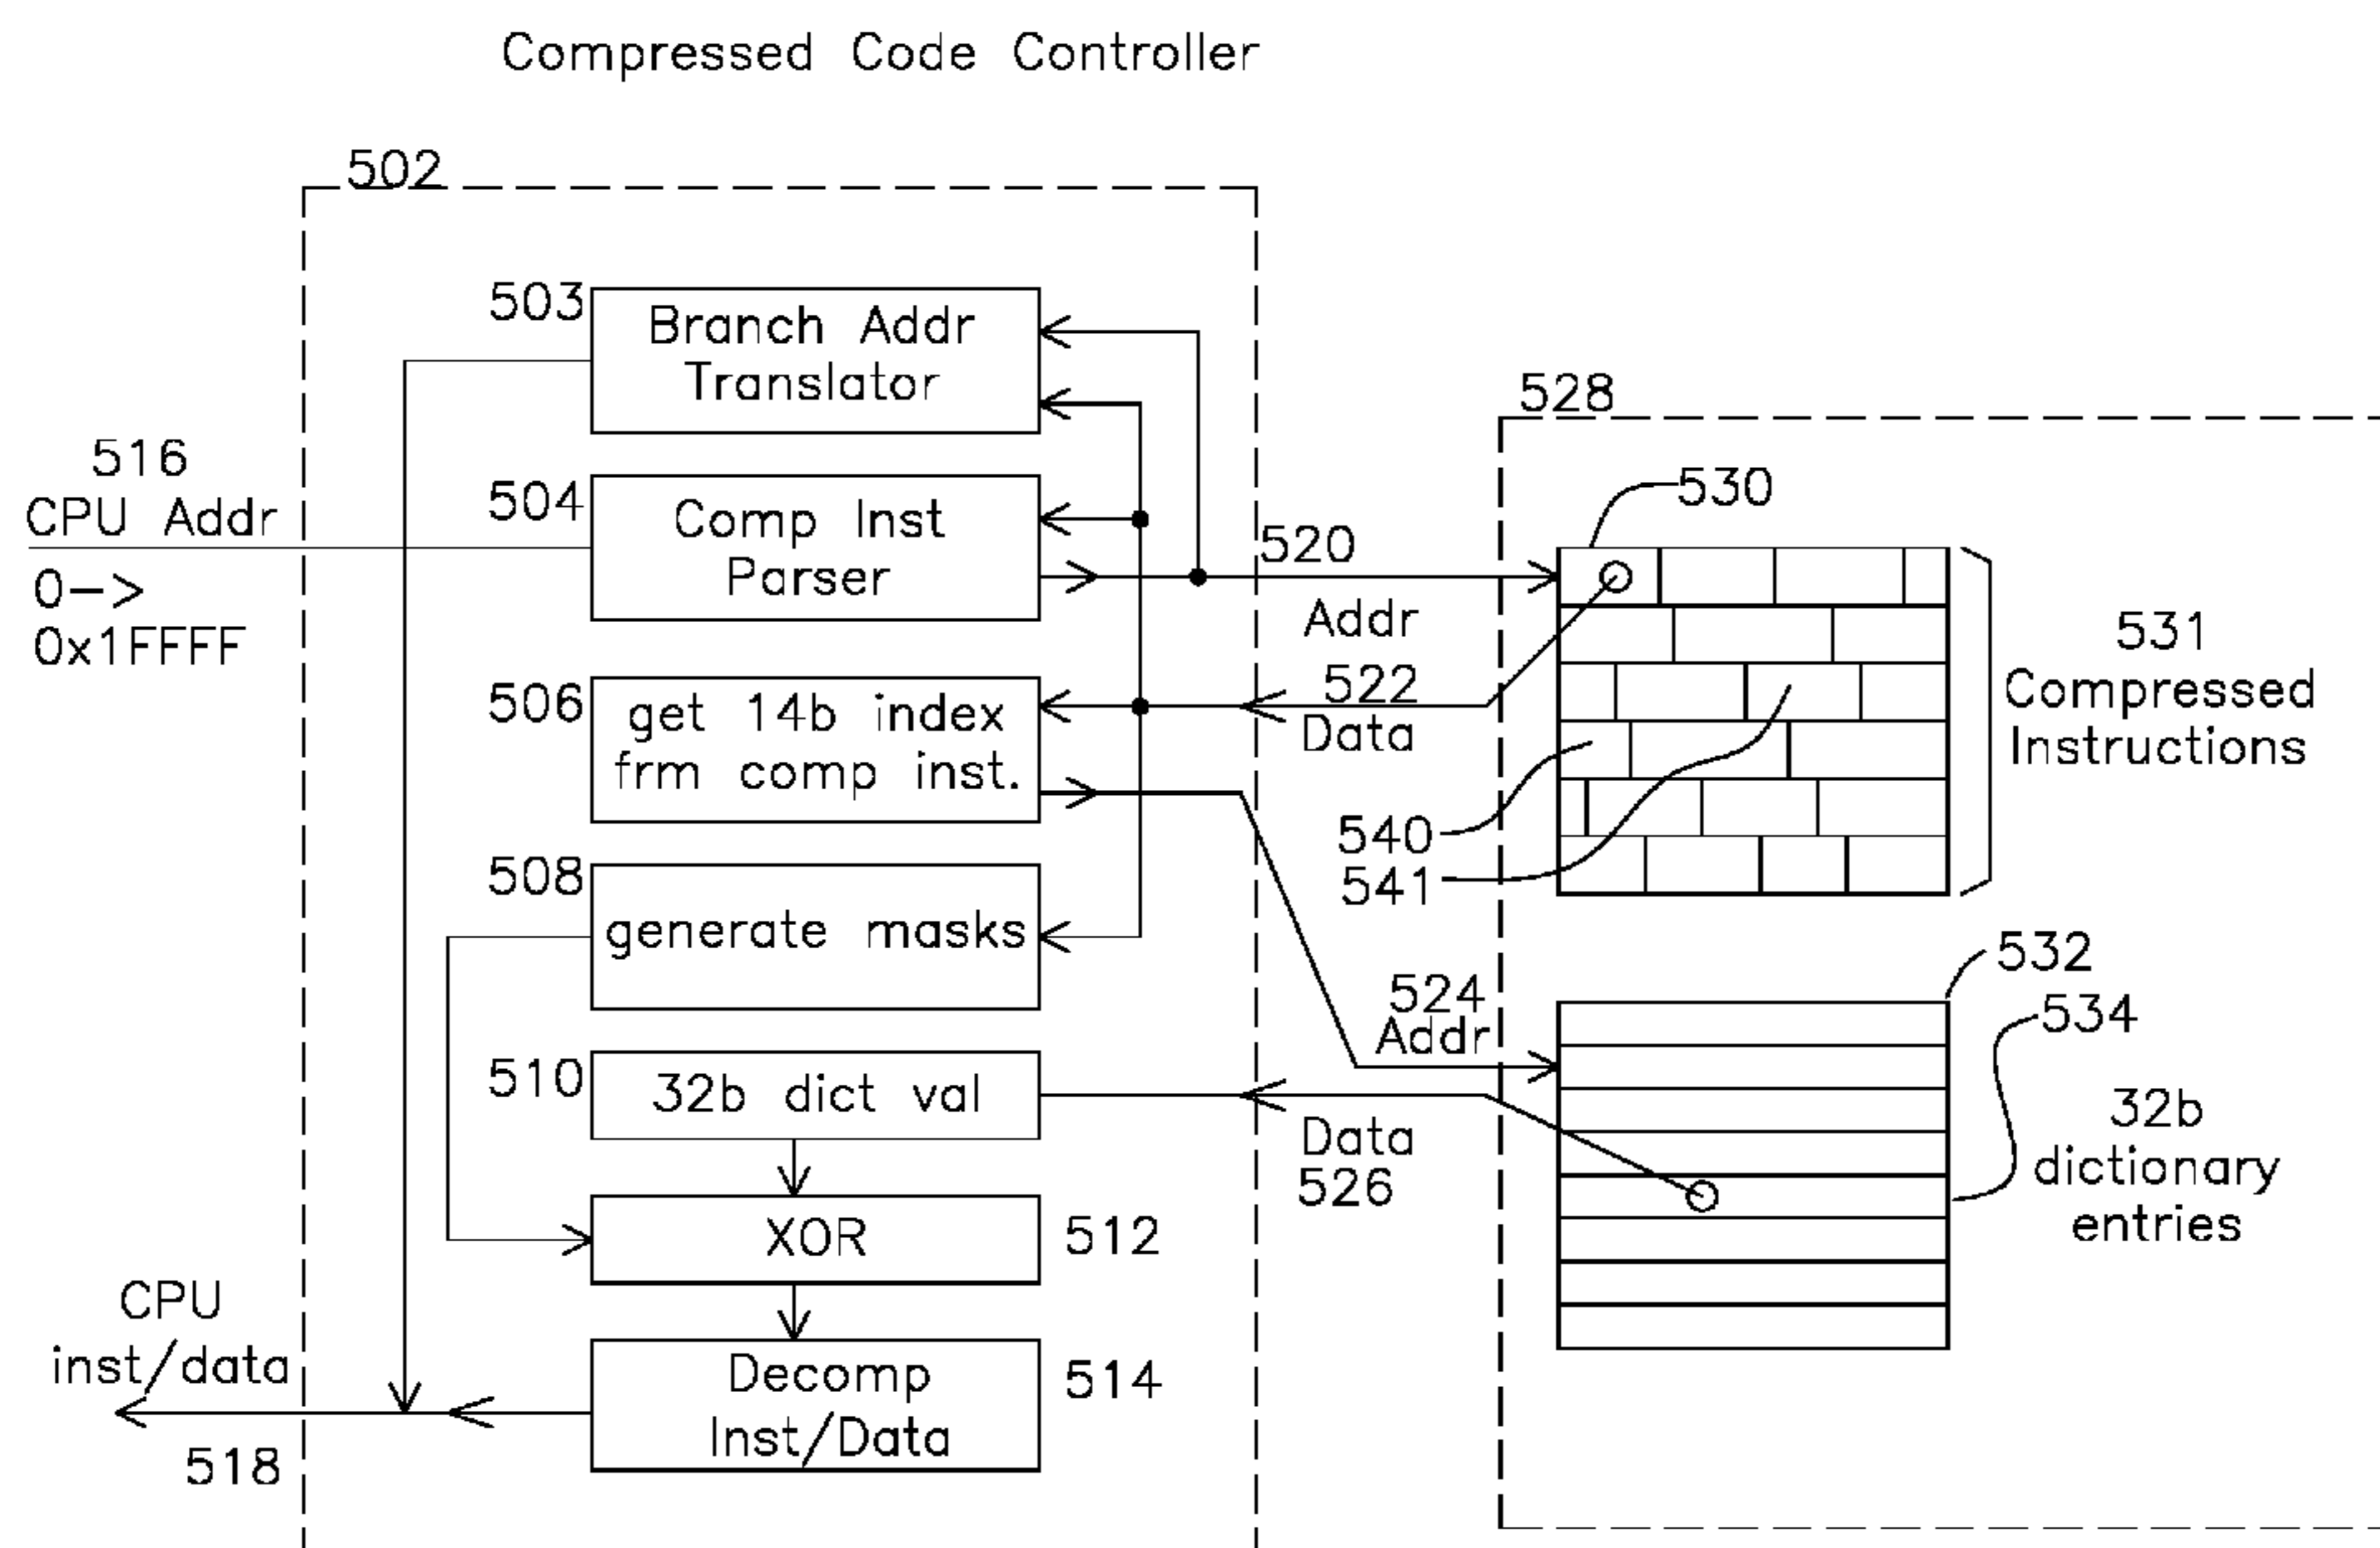 Compressed Code Controller
502
503
Branch Addr
Translator
516
CPU Addr
0–>
0x1FFFF
504
Comp Inst
Parser
520
Addr
522
Data
506
get 14b index
frm comp inst.
508
generate masks
524
Addr
510
32b dict val
Data
526
XOR
512
CPU
inst/data
518
Decomp
Inst/Data
514
528
530
531
Compressed
Instructions
540
541
532
534
32b
dictionary
entries